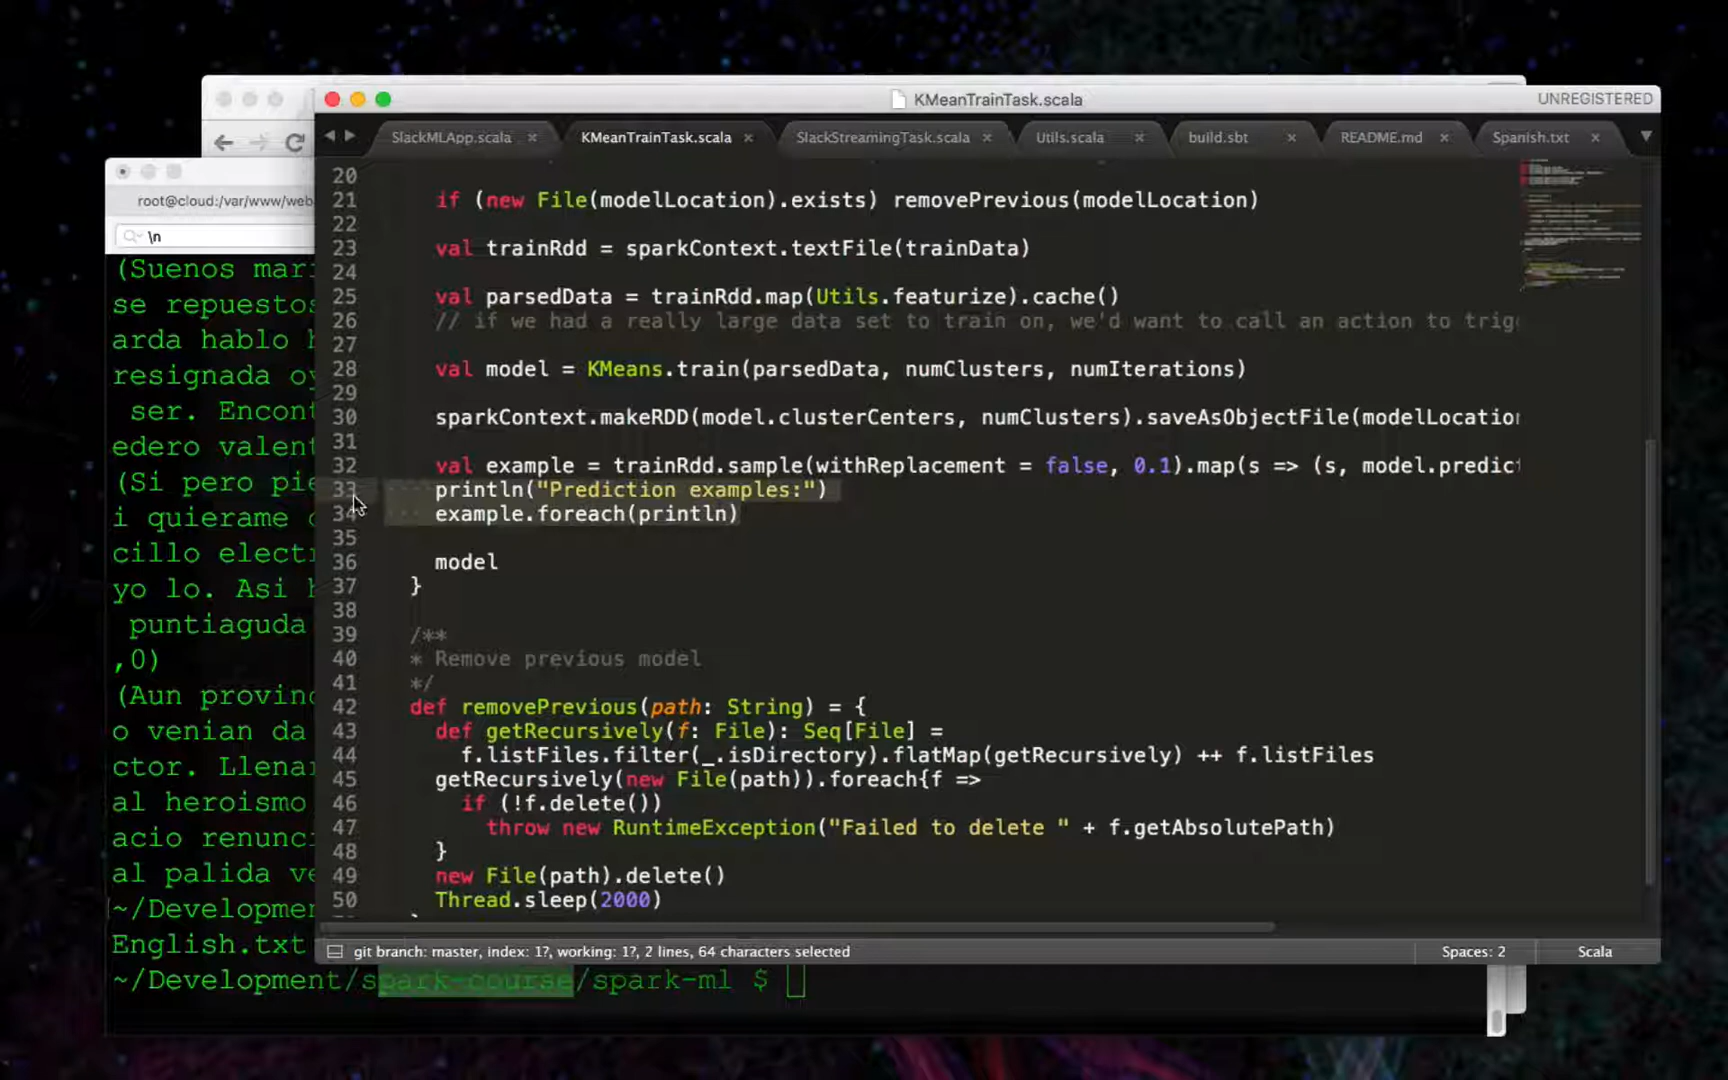 KMeanTrainTask.scala
UNREGISTERED
SlackMLApp.scala
KMeanTrainTask.scala
SlackStreamingTask.scala
Utils.scala
build.sbt
README.md
Spanish.txt
root@cloud:/var/www/web
\n
20
21 if (new File(modelLocation).exists) removePrevious(modelLocation)
22
23 val trainRdd = sparkContext.textFile(trainData)
24
25 val parsedData = trainRdd.map(Utils.featurize).cache()
26 // if we had a really large data set to train on, we'd want to call an action to trig
27
28 val model = KMeans.train(parsedData, numClusters, numIterations)
29
30 sparkContext.makeRDD(model.clusterCenters, numClusters).saveAsObjectFile(modelLocation
31
32 val example = trainRdd.sample(withReplacement = false, 0.1).map(s => (s, model.predict
33 println("Prediction examples:")
34 example.foreach(println)
35
36 model
37 }
38
39 /**
40 * Remove previous model
41 */
42 def removePrevious(path: String) = {
43 def getRecursively(f: File): Seq[File] =
44 f.listFiles.filter(_.isDirectory).flatMap(getRecursively) ++ f.listFiles
45 getRecursively(new File(path)).foreach{f =>
46 if (!f.delete())
47 throw new RuntimeException("Failed to delete " + f.getAbsolutePath)
48 }
49 new File(path).delete()
50 Thread.sleep(2000)
git branch: master, index: 1?, working: 1?, 2 lines, 64 characters selected
Spaces: 2
Scala
(Suenos mar
se repuestos
arda hablo
resignada
ser. Encont
edero valent
(Si pero pie
i quierame
cillo elect
yo lo. Asi
puntiaguda
,0)
(Aun provinc
o venian da
ctor. Llenar
al heroismo
acio renunci
al palida ve
~/Developmen
English.txt
~/Development/spark-course/spark-ml $